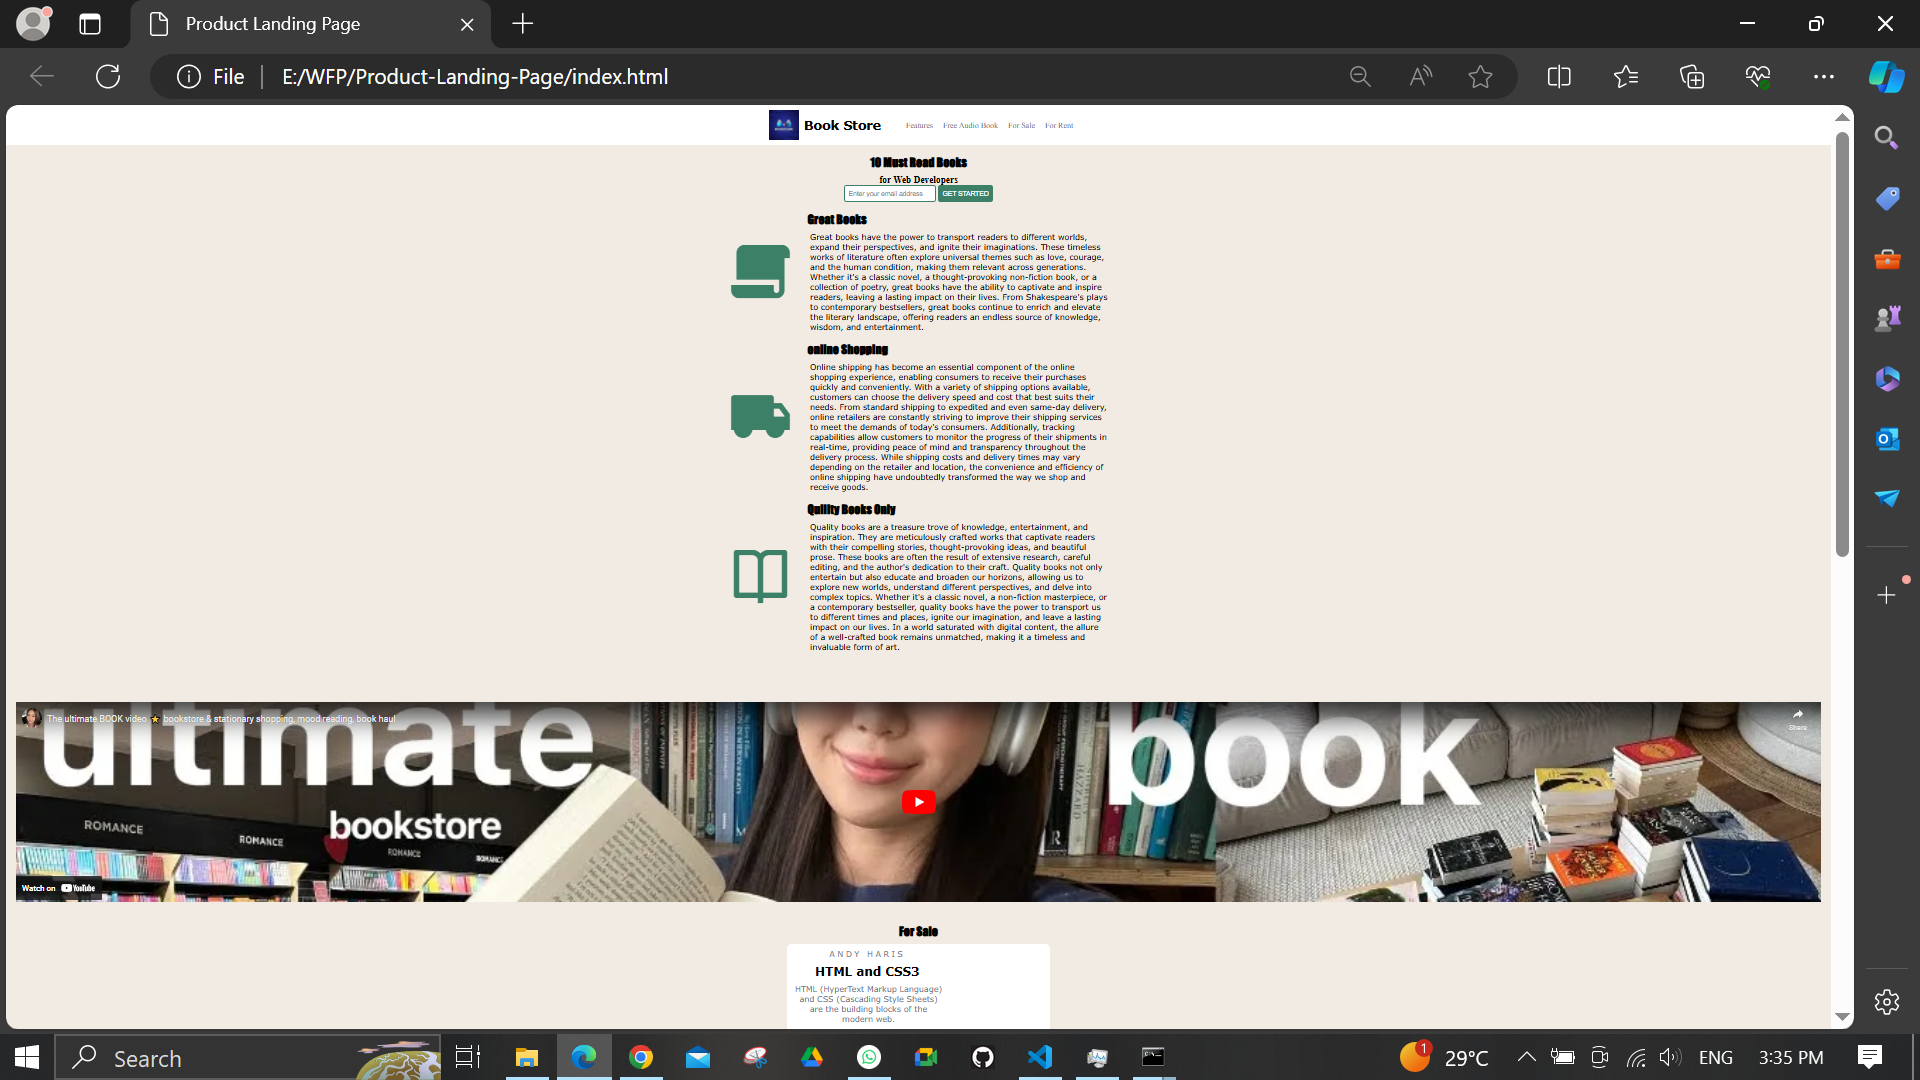 Product Landing Page
File
E:/WFP/Product-Landing-Page/index.html
Book Store
Features Free Audio Book For Sale For Rent
10 Must Read Books
for Web Developers
Enter your email address GET STARTED
Great Books
Great books have the power to transport readers to different worlds,
expand their perspectives, and ignite their imaginations. These timeless
works of literature often explore universal themes such as love, courage,
and the human condition, making them relevant across generations.
Whether it's a classic novel, a thought-provoking non-fiction book, or a
collection of poetry, great books have the ability to captivate and inspire
readers, leaving a lasting impact on their lives. From Shakespeare's plays
to contemporary bestsellers, great books continue to enrich and elevate
the literary landscape, offering readers an endless source of knowledge,
wisdom, and entertainment.
online Shopping
Online shipping has become an essential component of the online
shopping experience, enabling consumers to receive their purchases
quickly and conveniently. With a variety of shipping options available,
customers can choose the delivery speed and cost that best suits their
needs. From standard shipping to expedited and even same-day delivery,
online retailers are constantly striving to improve their shipping services
to meet the demands of today's consumers. Additionally, tracking
capabilities allow customers to monitor the progress of their shipments in
real-time, providing peace of mind and transparency throughout the
delivery process. While shipping costs and delivery times may vary
depending on the retailer and location, the convenience and efficiency of
online shipping have undoubtedly transformed the way we shop and
receive goods.
Quility Books Only
Quality books are a treasure trove of knowledge, entertainment, and
inspiration. They are meticulously crafted works that captivate readers
with their compelling stories, thought-provoking ideas, and beautiful
prose. These books are often the result of extensive research, careful
editing, and the author's dedication to their craft. Quality books not only
entertain but also educate and broaden our horizons, allowing us to
explore new worlds, understand different perspectives, and delve into
complex topics. Whether it's a classic novel, a non-fiction masterpiece, or
a contemporary bestseller, quality books have the power to transport us
to different times and places, ignite our imagination, and leave a lasting
impact on our lives. In a world saturated with digital content, the allure
of a well-crafted book remains unmatched, making it a timeless and
invaluable form of art.
The ultimate BOOK video ⭐ bookstore & stationary shopping, mood reading, book haul
Share
ultimate book
bookstore
ROMANCE
ROMANCE
ROMANCE
Watch on YouTube
For Sale
ANDY HARIS
HTML and CSS3
HTML (HyperText Markup Language)
and CSS (Cascading Style Sheets)
are the building blocks of the
modern web.
Search
1
29°C
ENG
3:35 PM